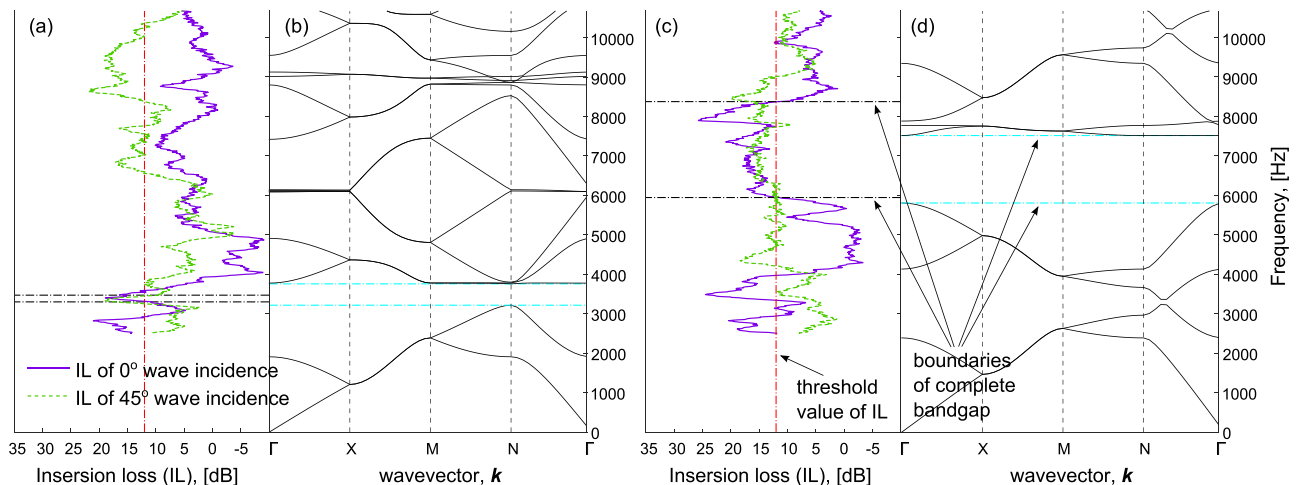 (a)
(b)
(c)
(d)
10000
9000
8000
7000
6000
5000
4000
3000
2000
1000
0
IL of 0o wave incidence
IL of 45o wave incidence
35 30 25 20 15 10 5 0 -5
Γ X M N Γ
Insersion loss (IL), [dB]
wavevector, k
threshold
value of IL
boundaries
of complete
bandgap
10000
9000
8000
7000
6000
5000
4000
3000
2000
1000
0
Frequency, [Hz]
35 30 25 20 15 10 5 0 -5
Γ X M N Γ
Insersion loss (IL), [dB]
wavevector, k